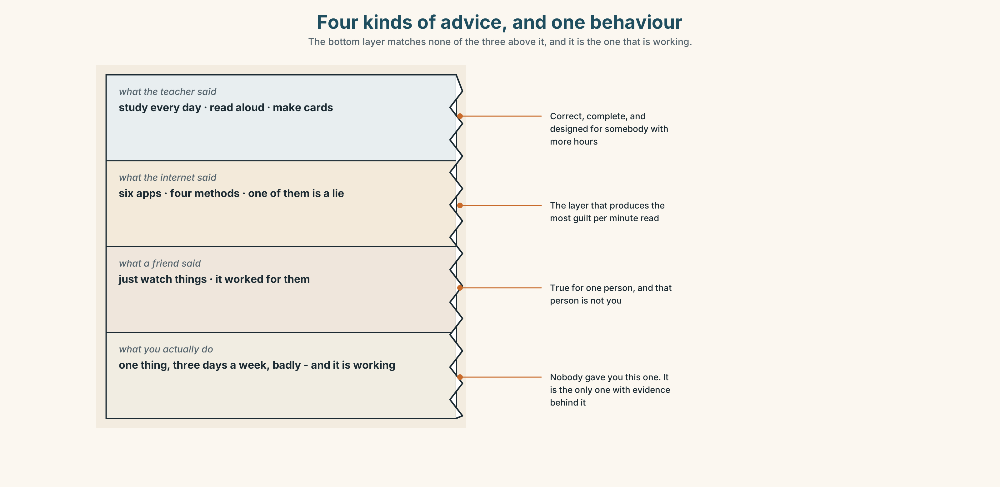 Four kinds of advice, and one behaviour
The bottom layer matches none of the three above it, and it is the one that is working.
what the teacher said
study every day · read aloud · make cards
Correct, complete, and
designed for somebody with
more hours
what the internet said
six apps · four methods · one of them is a lie
The layer that produces the
most guilt per minute read
what a friend said
just watch things · it worked for them
True for one person, and that
person is not you
what you actually do
one thing, three days a week, badly - and it is working
Nobody gave you this one. It
is the only one with evidence
behind it